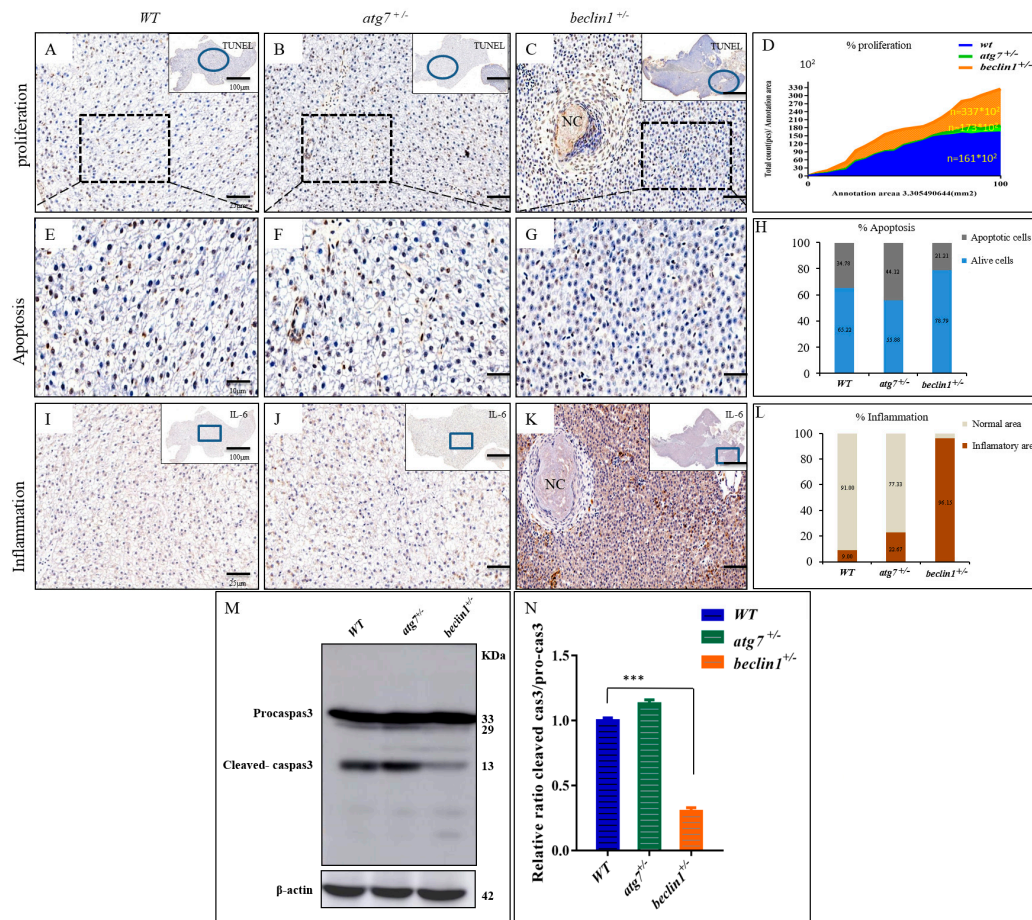 WT atg7 +/- beclin1 +/-
proliferation
A TUNEL
100μm
25μm
B TUNEL
C TUNEL
NC
D % proliferation
wt
atg7+/-
beclin1+/-
10²
Total count(pcs)/ Annotation area
330
300
270
240
210
180
150
120
90
60
30
0
n=337*10²
n=173*10²
n=161*10²
0 100
Annotation areaa 3.305490644(mm2)
Apoptosis
E
10μm
F
G
H % Apoptosis
Apoptotic cells
Alive cells
100
80
60
40
20
0
34.78 44.12 21.21
65.22 55.88 78.79
WT atg7+/- beclin1+/-
Inflammation
I IL-6
100μm
25μm
J IL-6
K IL-6
NC
L % Inflammation
Normal area
Inflamatory area
100
80
60
40
20
0
91.00 77.33
9.00 22.67 96.15
WT atg7+/- beclin1+/-
M
WT atg7+/- beclin1+/-
KDa
Procaspas3 33
29
Cleaved- caspas3 13
β-actin 42
N
WT
atg7 +/-
beclin1+/-
Relative ratio cleaved cas3/pro-cas3
1.5
1.0
0.5
0.0
***
WT atg7+/- beclin1+/-